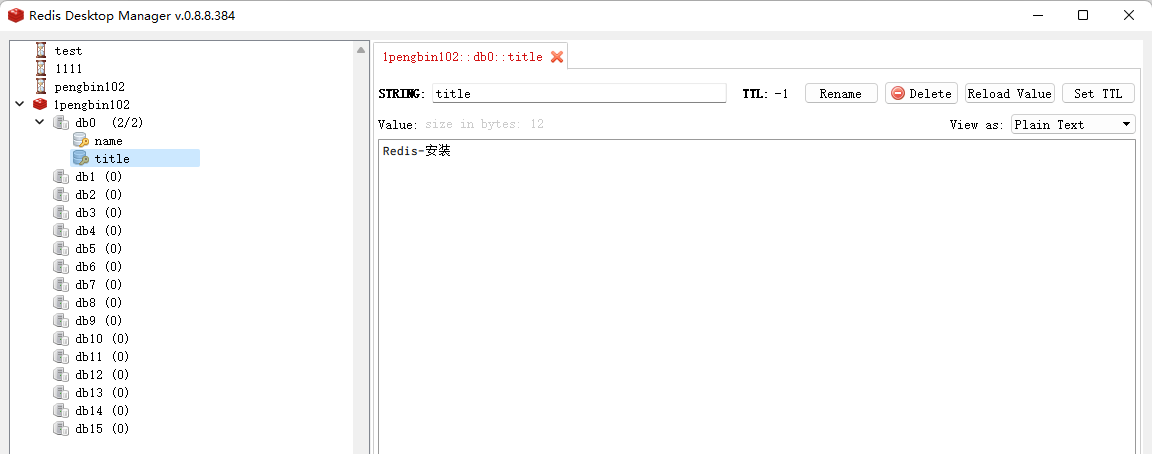 Redis Desktop Manager v.0.8.8.384
test
1111
pengbin102
1pengbin102
db0 (2/2)
name
title
db1 (0)
db2 (0)
db3 (0)
db4 (0)
db5 (0)
db6 (0)
db7 (0)
db8 (0)
db9 (0)
db10 (0)
db11 (0)
db12 (0)
db13 (0)
db14 (0)
db15 (0)
1pengbin102::db0::title
STRING: title TTL: -1 Rename Delete Reload Value Set TTL
Value: size in bytes: 12 View as: Plain Text
Redis-安装